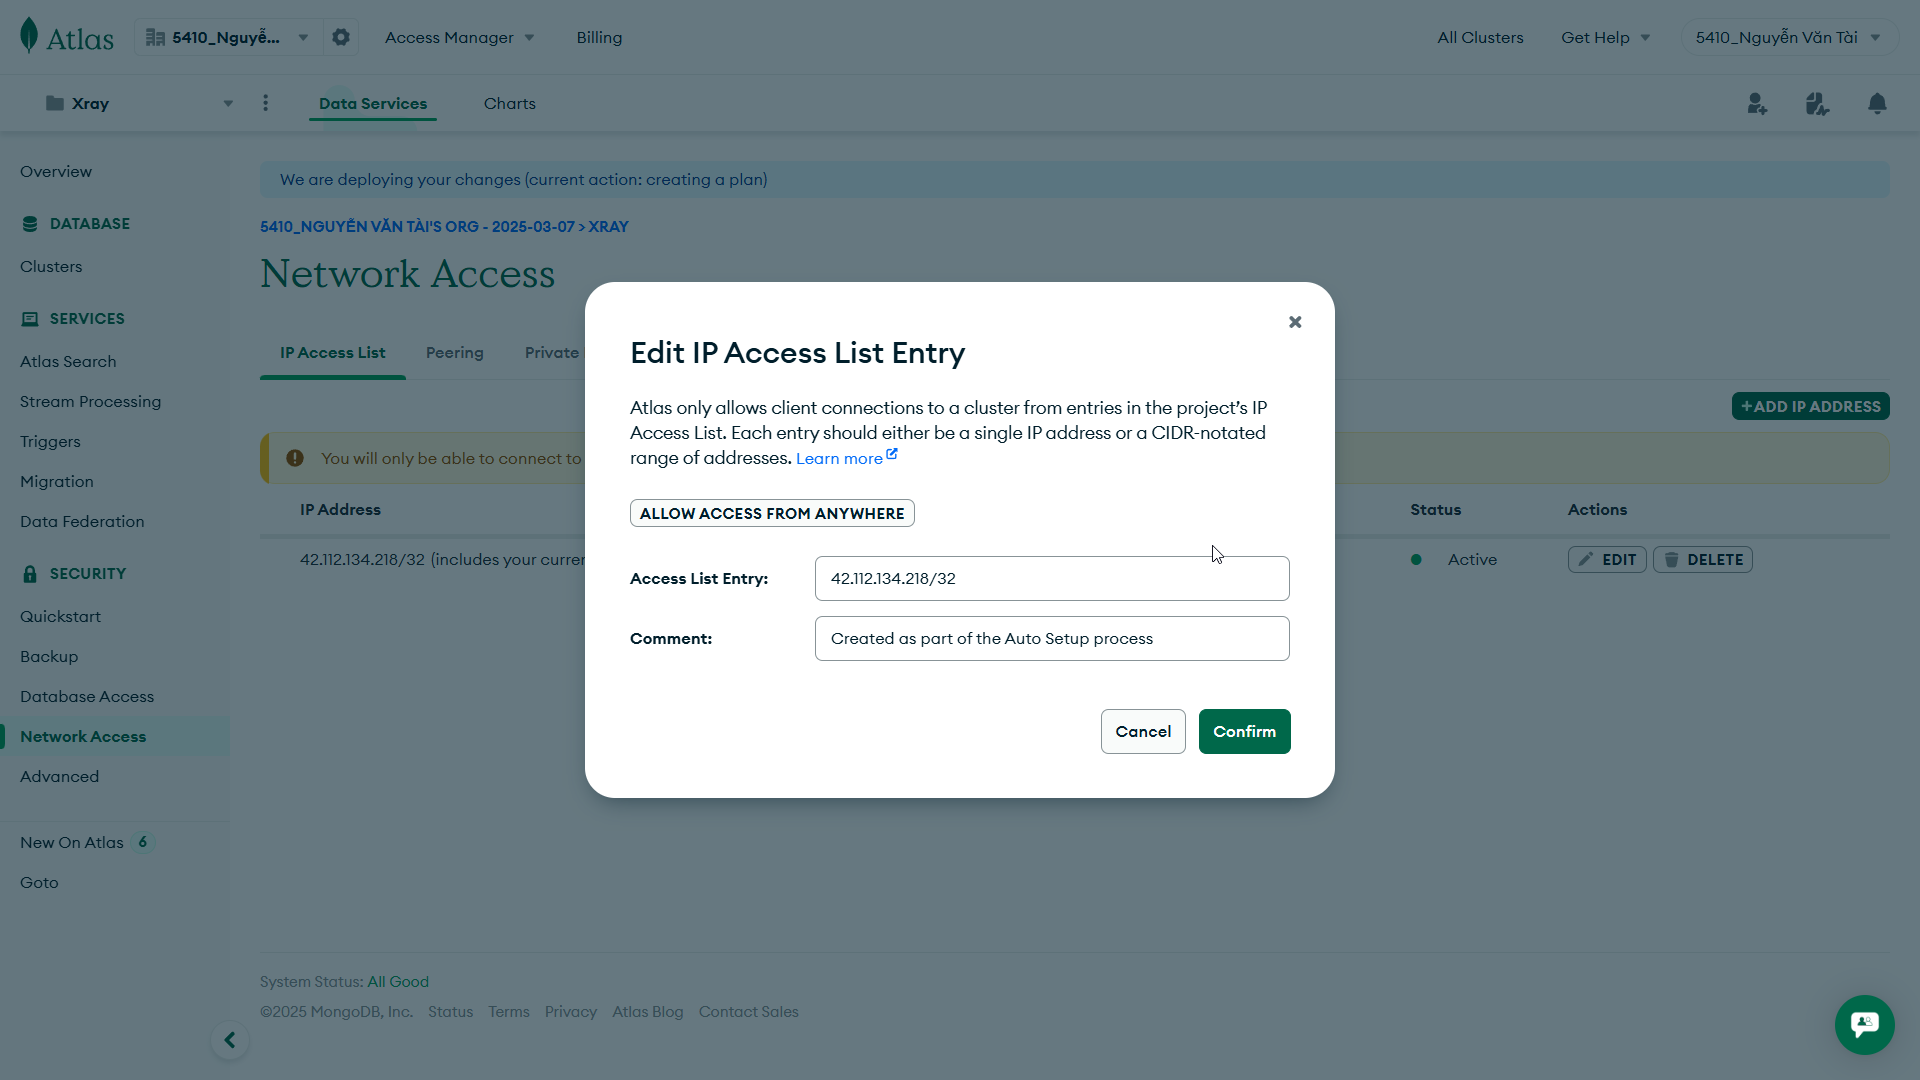 Atlas
5410_Nguyễ...
Access Manager
Billing
All Clusters
Get Help
5410_Nguyễn Văn Tài
Xray
Data Services
Charts
Overview
DATABASE
Clusters
SERVICES
Atlas Search
Stream Processing
Triggers
Migration
Data Federation
SECURITY
Quickstart
Backup
Database Access
Network Access
Advanced
New On Atlas 6
Goto
We are deploying your changes (current action: creating a plan)
5410_NGUYỄN VĂN TÀI'S ORG - 2025-03-07 > XRAY
Network Access
IP Access List
Peering
Private
+ADD IP ADDRESS
You will only be able to connect to
IP Address
Status
Actions
42.112.134.218/32 (includes your curren
Active
EDIT
DELETE
Edit IP Access List Entry
Atlas only allows client connections to a cluster from entries in the project's IP
Access List. Each entry should either be a single IP address or a CIDR-notated
range of addresses. Learn more
ALLOW ACCESS FROM ANYWHERE
Access List Entry:
42.112.134.218/32
Comment:
Created as part of the Auto Setup process
Cancel
Confirm
System Status: All Good
©2025 MongoDB, Inc. Status Terms Privacy Atlas Blog Contact Sales